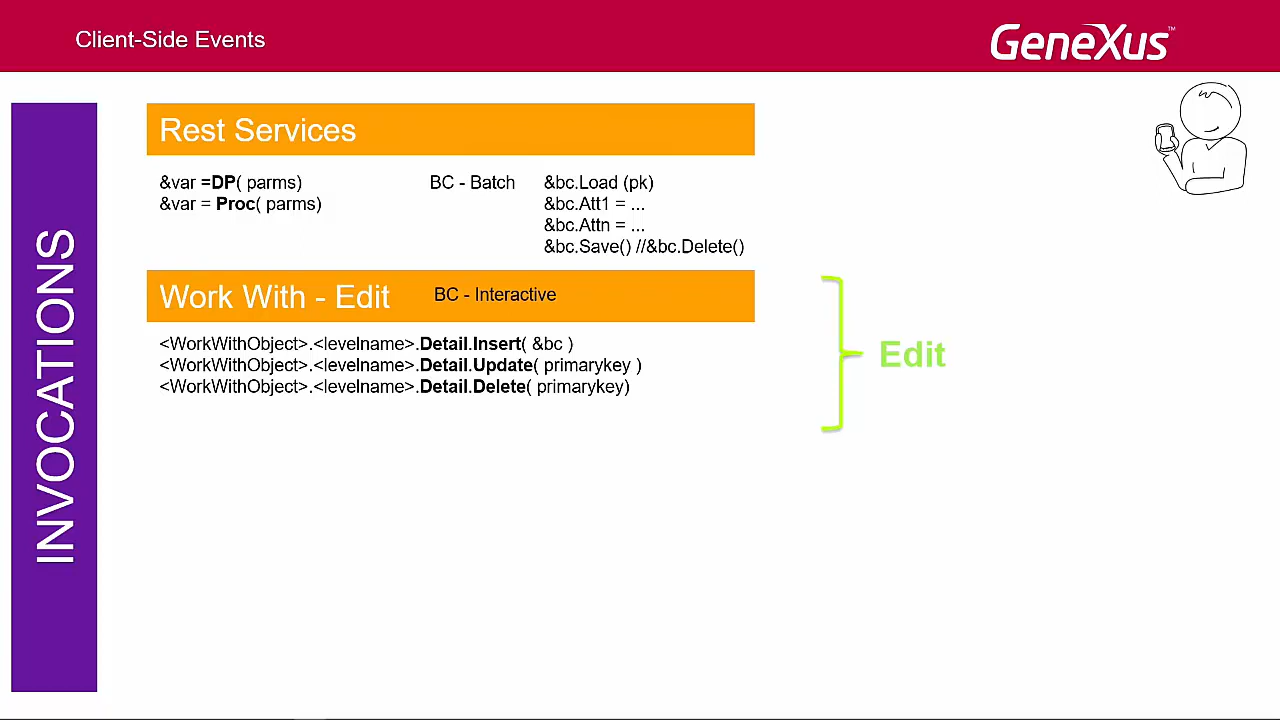 Client-Side Events
GeneXus™
INVOCATIONS
Rest Services
&var =DP( parms)
&var = Proc( parms)
BC - Batch
&bc.Load (pk)
&bc.Att1 = ...
&bc.Attn = ...
&bc.Save() //&bc.Delete()
Work With - Edit
BC - Interactive
<WorkWithObject>.<levelname>.Detail.Insert( &bc )
<WorkWithObject>.<levelname>.Detail.Update( primarykey )
<WorkWithObject>.<levelname>.Detail.Delete( primarykey)
Edit